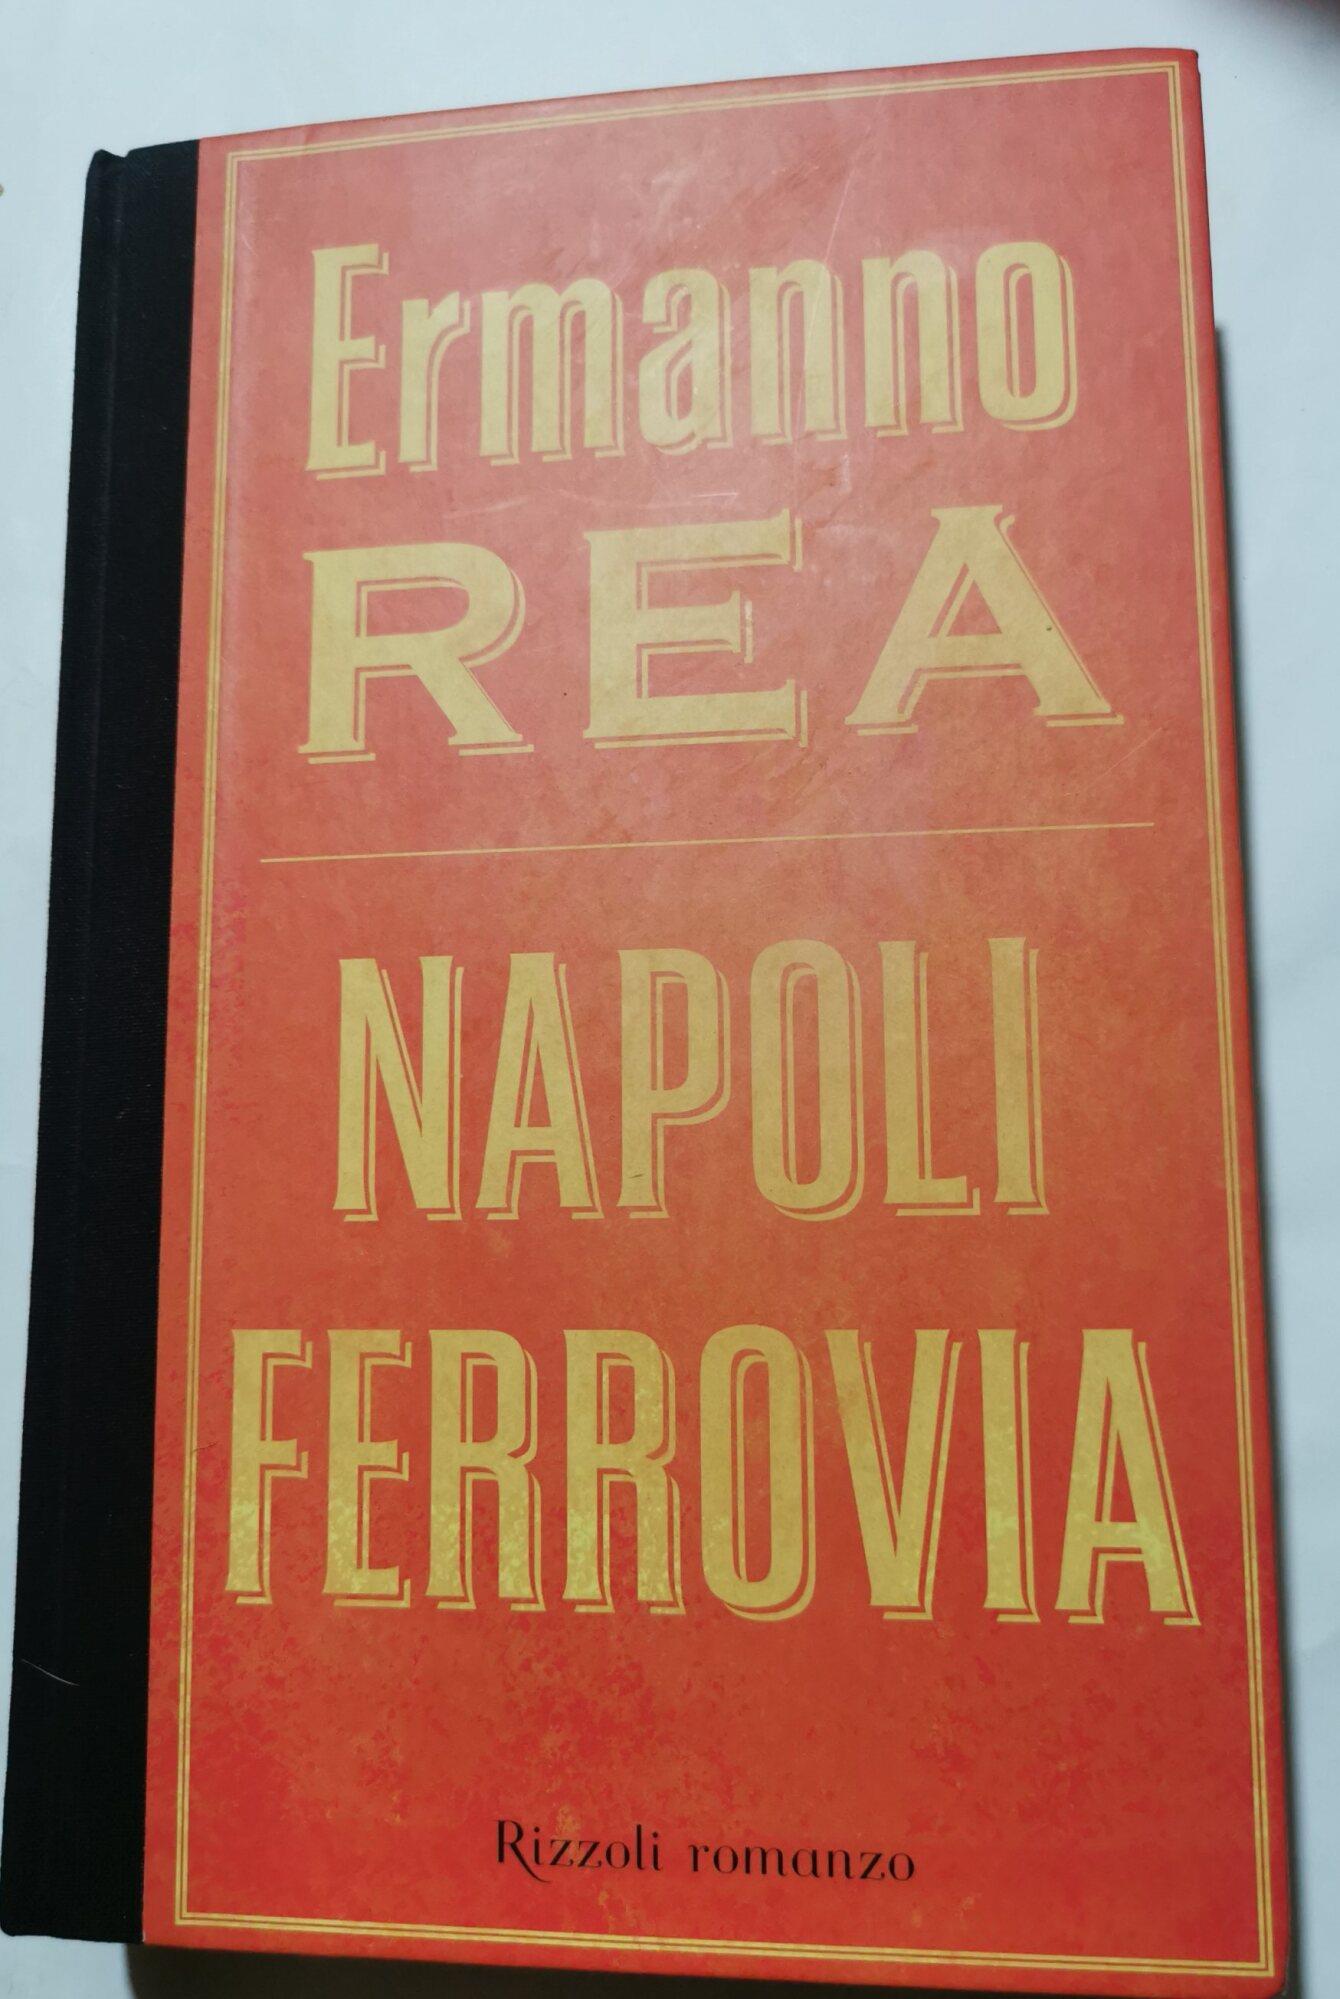 Ermanno
REA
NAPOLI
FERROVIA
Rizzoli romanzo